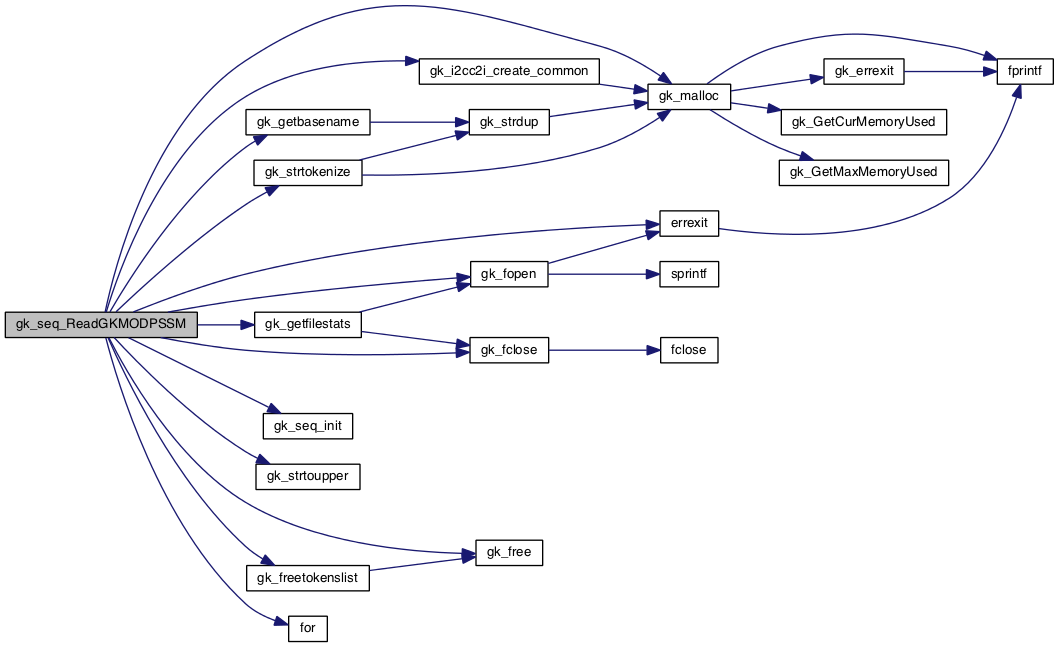 gk_i2cc2i_create_common
gk_errexit
fprintf
gk_malloc
gk_getbasename
gk_strdup
gk_GetCurMemoryUsed
gk_strtokenize
gk_GetMaxMemoryUsed
errexit
gk_fopen
sprintf
gk_seq_ReadGKMODPSSM
gk_getfilestats
gk_fclose
fclose
gk_seq_init
gk_strtoupper
gk_free
gk_freetokenslist
for